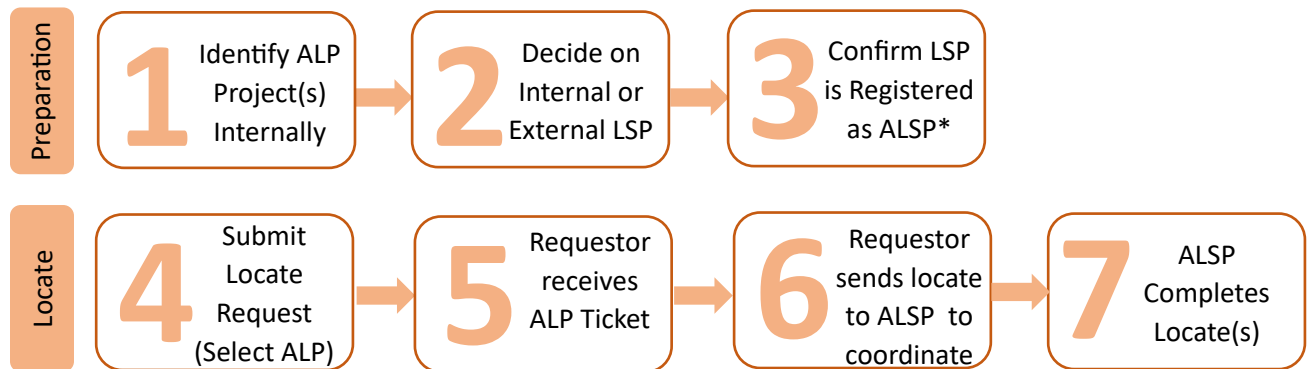 Preparation
1
Identify ALP
Project(s)
Internally
2
Decide on
Internal or
External LSP
3
Confirm LSP
is Registered
as ALSP*
Locate
4
Submit
Locate
Request
(Select ALP)
5
Requestor
receives
ALP Ticket
6
Requestor
sends locate
to ALSP to
coordinate
7
ALSP
Completes
Locate(s)